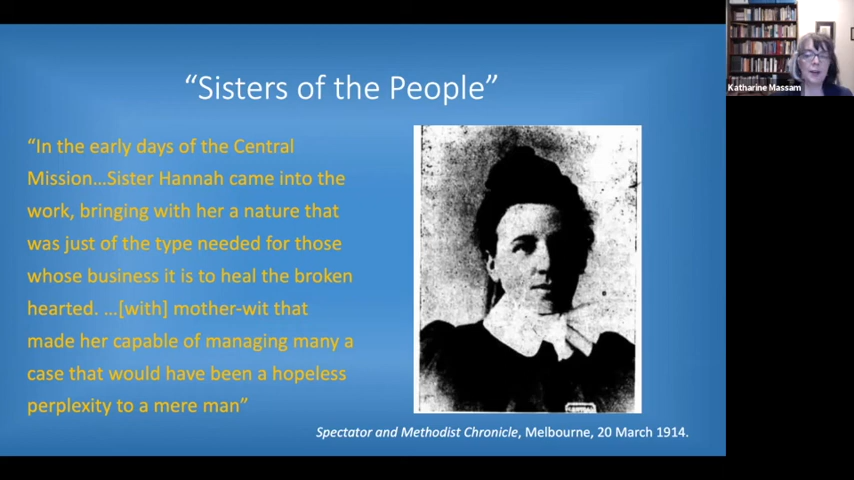 “Sisters of the People”
“In the early days of the Central
Mission…Sister Hannah came into the
work, bringing with her a nature that
was just of the type needed for those
whose business it is to heal the broken
hearted. …[with] mother-wit that
made her capable of managing many a
case that would have been a hopeless
perplexity to a mere man”
Spectator and Methodist Chronicle, Melbourne, 20 March 1914.
Katharine Massam